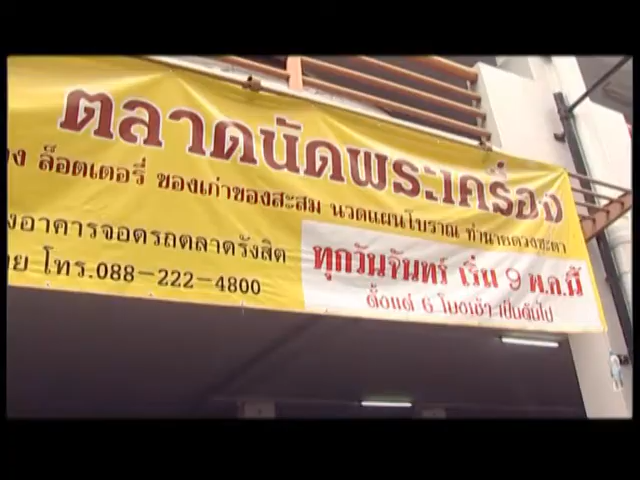 ตลาดนัดพระเครื่อง
ล็อตเตอรี่ ของเก่าของสะสม นวดแผนโบราณ ทำนายดวงชะตา
อาคารจอดรถตลาดรังสิต
โทร.088-222-4800
ทุกวันจันทร์ เริ่ม 9 พ.ค.นี้
ตั้งแต่ 6 โมงเช้า เป็นต้นไป